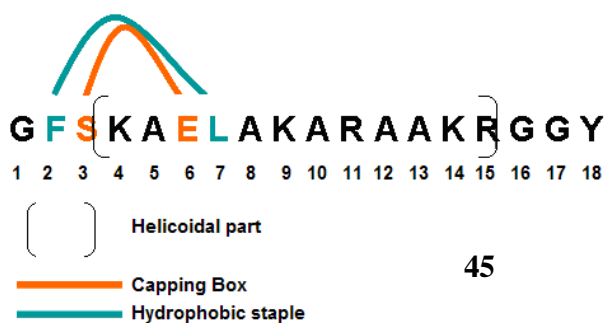 G F S K A E L A K A R A A K R G G Y
1 2 3 4 5 6 7 8 9 10 11 12 13 14 15 16 17 18
Helicoidal part
45
Capping Box
Hydrophobic staple